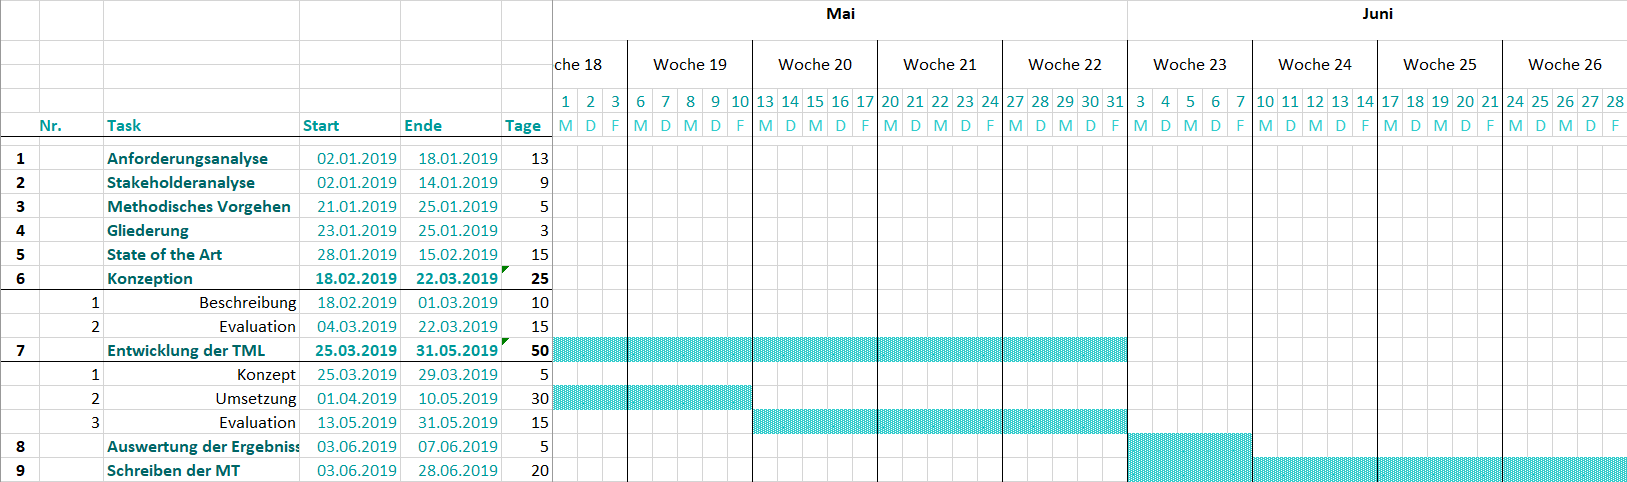 Mai Juni
che 18 Woche 19 Woche 20 Woche 21 Woche 22 Woche 23 Woche 24 Woche 25 Woche 26
1 2 3 6 7 8 9 10 13 14 15 16 17 20 21 22 23 24 27 28 29 30 31 3 4 5 6 7 10 11 12 13 14 17 18 19 20 21 24 25 26 27 28
Nr. Task Start Ende Tage M D F M D M D F M D M D F M D M D F M D M D F M D M D F M D M D F M D M D F M D M D F
1 Anforderungsanalyse 02.01.2019 18.01.2019 13
2 Stakeholderanalyse 02.01.2019 14.01.2019 9
3 Methodisches Vorgehen 21.01.2019 25.01.2019 5
4 Gliederung 23.01.2019 25.01.2019 3
5 State of the Art 28.01.2019 15.02.2019 15
6 Konzeption 18.02.2019 22.03.2019 25
1 Beschreibung 18.02.2019 01.03.2019 10
2 Evaluation 04.03.2019 22.03.2019 15
7 Entwicklung der TML 25.03.2019 31.05.2019 50
1 Konzept 25.03.2019 29.03.2019 5
2 Umsetzung 01.04.2019 10.05.2019 30
3 Evaluation 13.05.2019 31.05.2019 15
8 Auswertung der Ergebniss 03.06.2019 07.06.2019 5
9 Schreiben der MT 03.06.2019 28.06.2019 20